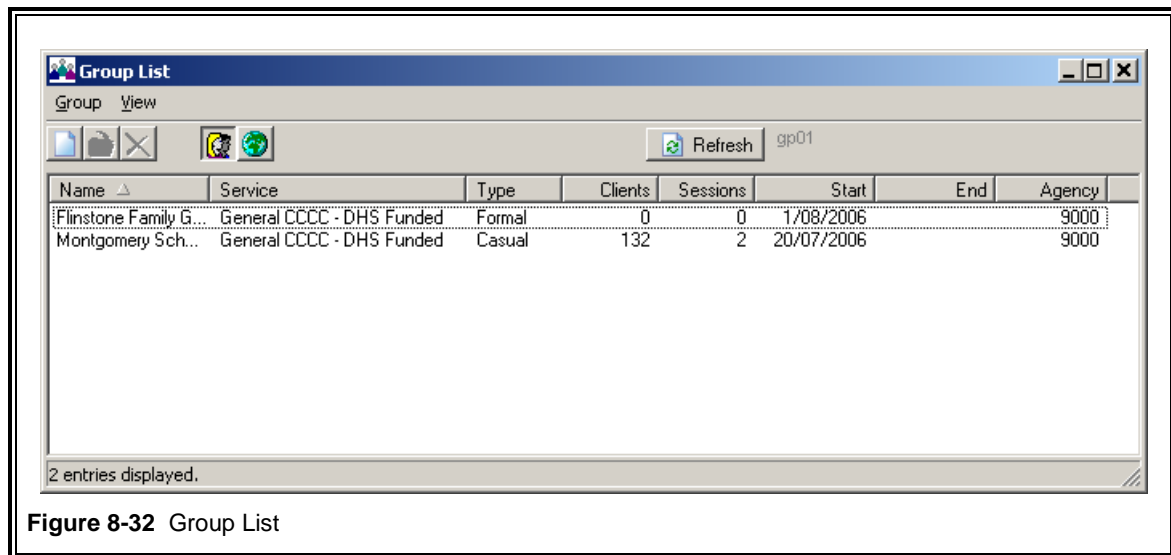 Group List
Group View
Refresh gp01
Name Service Type Clients Sessions Start End Agency
Flinstone Family G... General CCCC - DHS Funded Formal 0 0 1/08/2006 9000
Montgomery Sch... General CCCC - DHS Funded Casual 132 2 20/07/2006 9000
2 entries displayed.
Figure 8-32 Group List